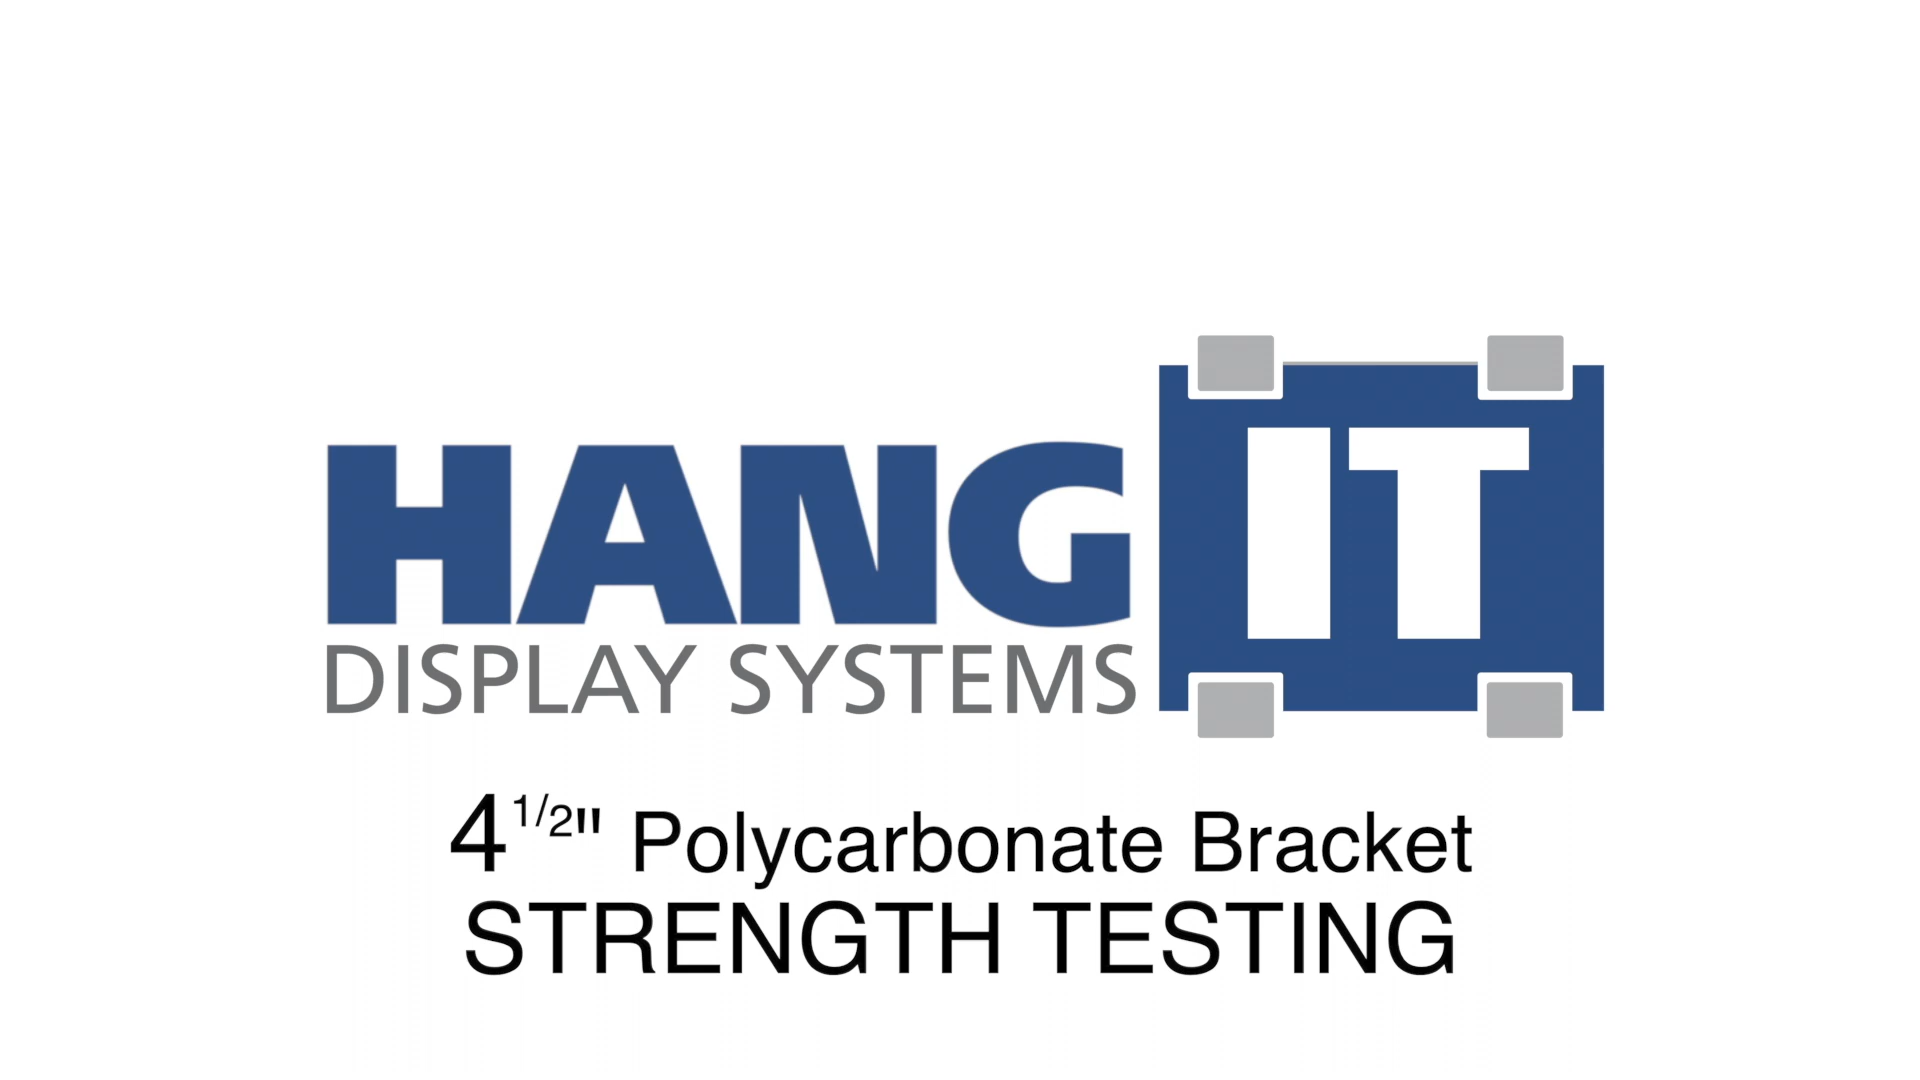 HANG IT
DISPLAY SYSTEMS
4 1/2" Polycarbonate Bracket
STRENGTH TESTING